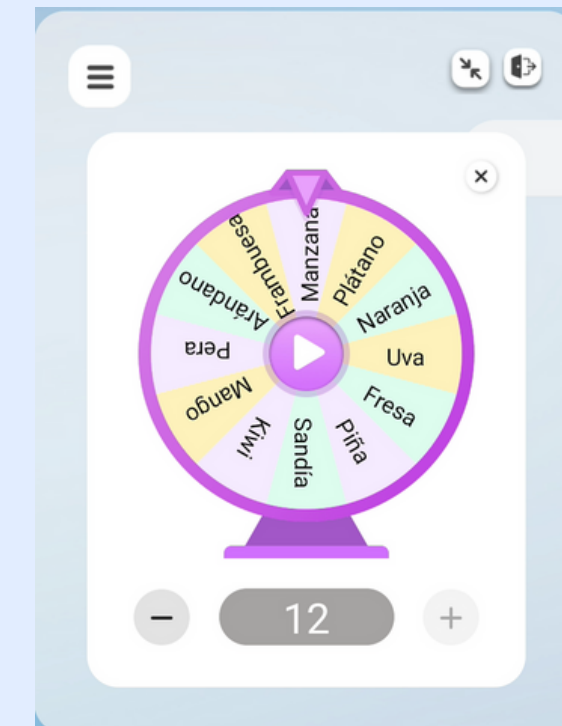 Manzana
Plátano
Naranja
Uva
Fresa
Piña
Sandía
Kiwi
Mango
Pera
Arándano
Frambuesa
12